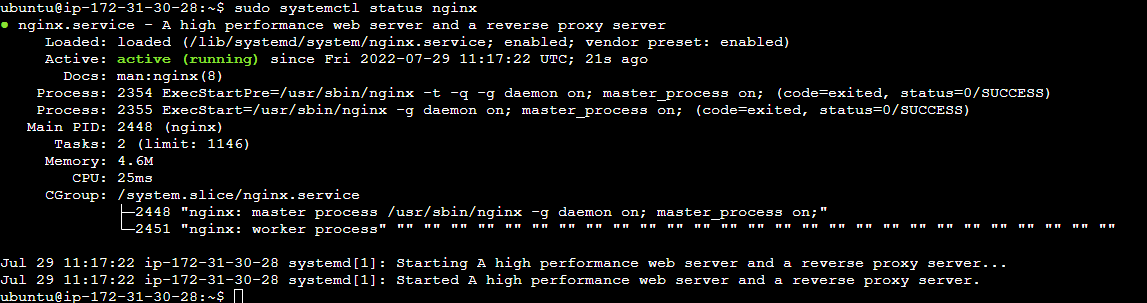 ubuntu@ip-172-31-30-28:~$ sudo systemctl status nginx
● nginx.service - A high performance web server and a reverse proxy server
     Loaded: loaded (/lib/systemd/system/nginx.service; enabled; vendor preset: enabled)
     Active: active (running) since Fri 2022-07-29 11:17:22 UTC; 21s ago
       Docs: man:nginx(8)
    Process: 2354 ExecStartPre=/usr/sbin/nginx -t -q -g daemon on; master_process on; (code=exited, status=0/SUCCESS)
    Process: 2355 ExecStart=/usr/sbin/nginx -g daemon on; master_process on; (code=exited, status=0/SUCCESS)
   Main PID: 2448 (nginx)
      Tasks: 2 (limit: 1146)
     Memory: 4.6M
        CPU: 25ms
     CGroup: /system.slice/nginx.service
             ├─2448 "nginx: master process /usr/sbin/nginx -g daemon on; master_process on;"
             └─2451 "nginx: worker process" "" "" "" "" "" "" "" "" "" "" "" "" "" "" "" "" "" "" "" "" "" "" "" "" "" "" ""

Jul 29 11:17:22 ip-172-31-30-28 systemd[1]: Starting A high performance web server and a reverse proxy server...
Jul 29 11:17:22 ip-172-31-30-28 systemd[1]: Started A high performance web server and a reverse proxy server.
ubuntu@ip-172-31-30-28:~$